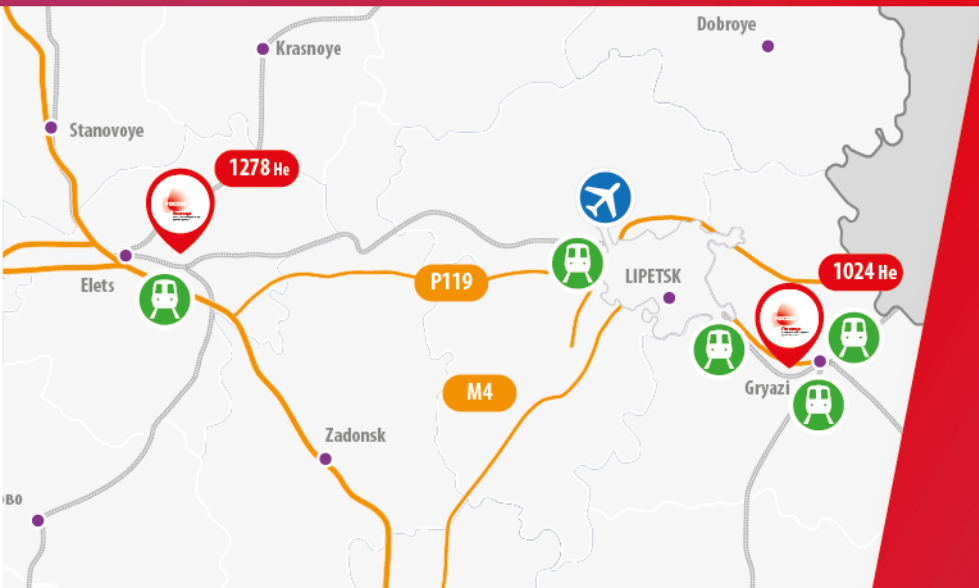 Dobroye
Krasnoye
Stanovoye
1278 He
Elets
P119
LIPETSK
1024 He
M4
Gryazi
Zadonsk
ОВО